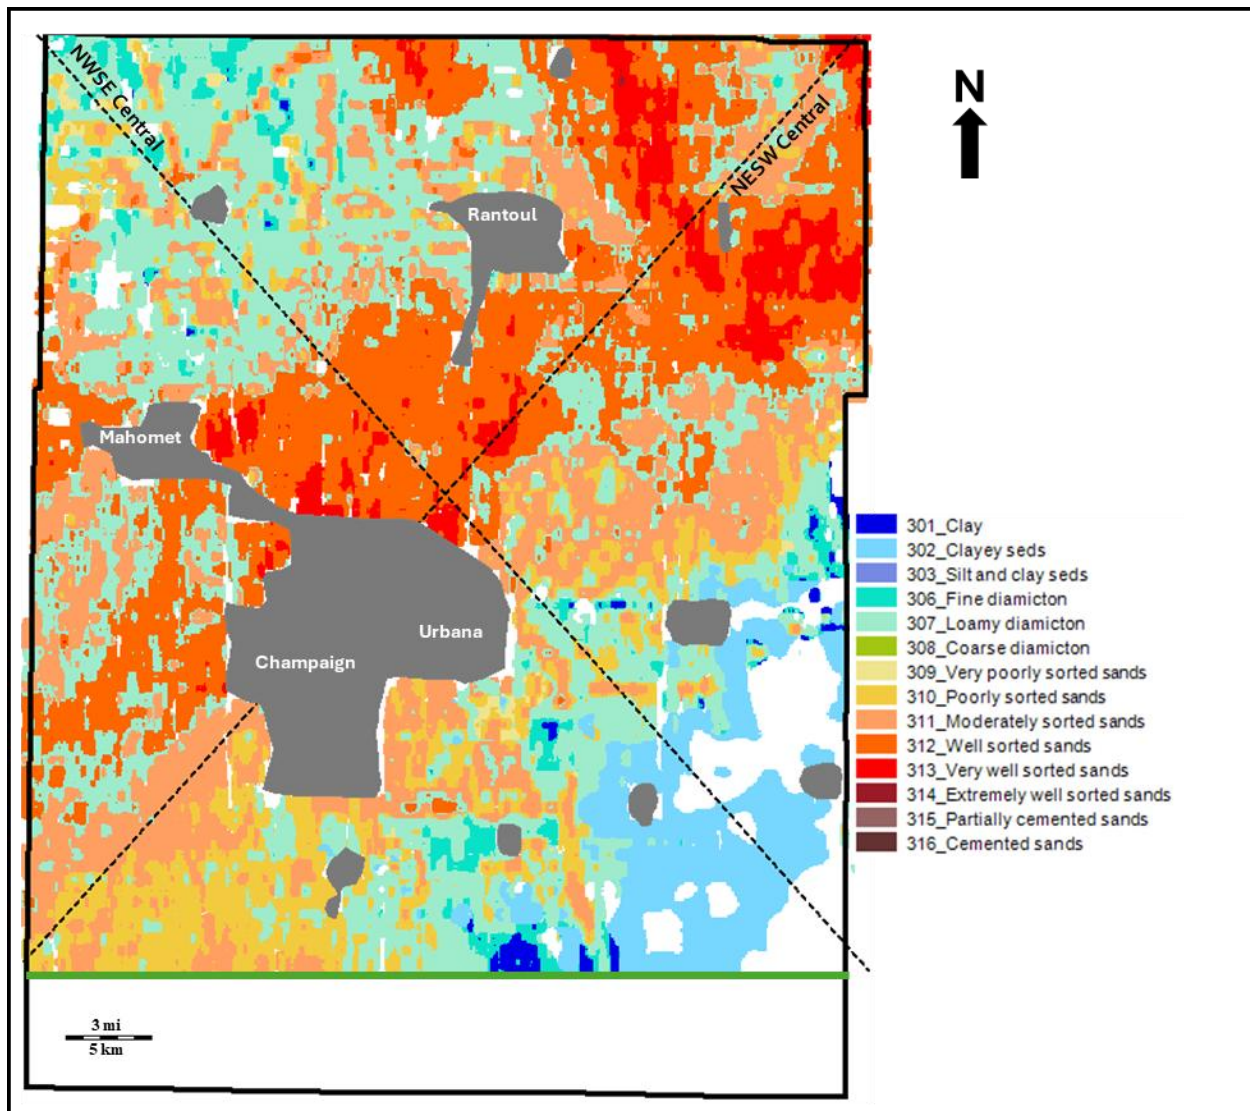 NWSE Central
NESW Central
N
Rantoul
Mahomet
Urbana
Champaign
301_Clay
302_Clayey seds
303_Silt and clay seds
306_Fine diamicton
307_Loamy diamicton
308_Coarse diamicton
309_Very poorly sorted sands
310_Poorly sorted sands
311_Moderately sorted sands
312_Well sorted sands
313_Very well sorted sands
314_Extremely well sorted sands
315_Partially cemented sands
316_Cemented sands
3 mi
5 km